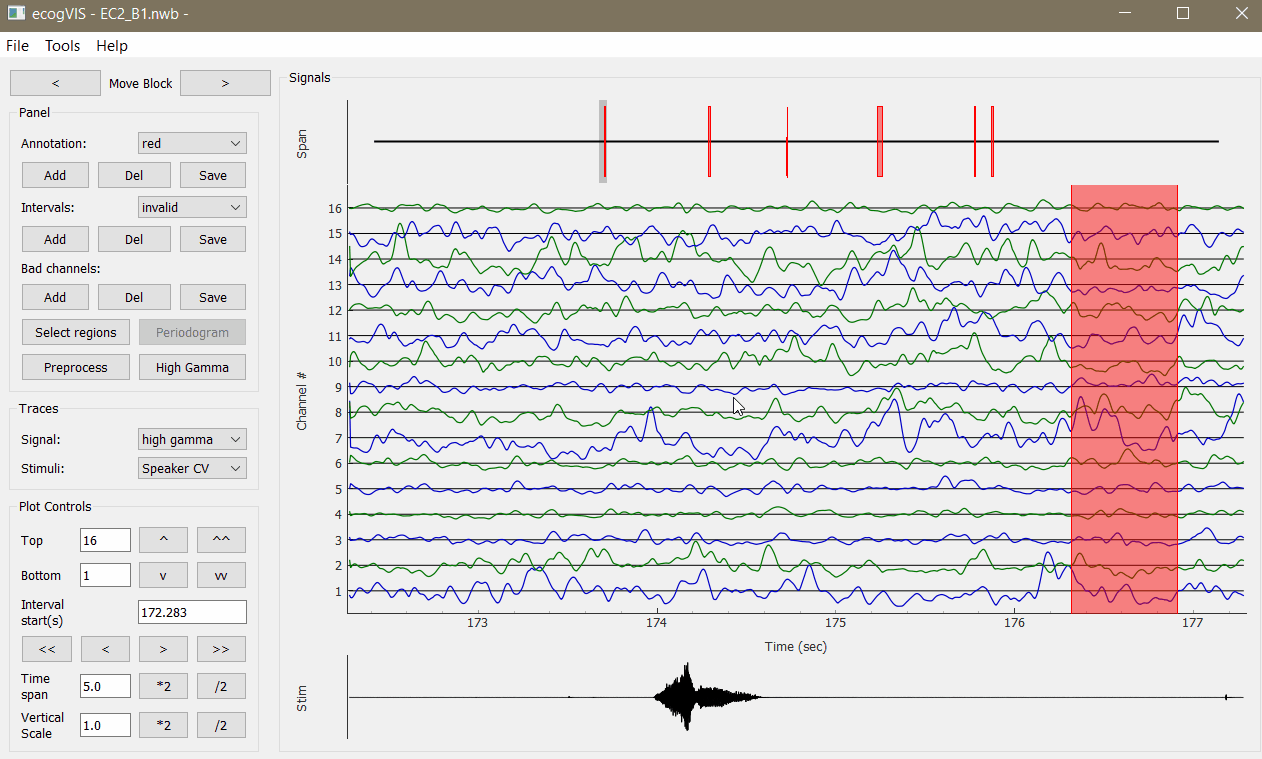 ecogVIS - EC2_B1.nwb -
File Tools Help
< Move Block >
Panel
Annotation: red
Add Del Save
Intervals: invalid
Add Del Save
Bad channels:
Add Del Save
Select regions Periodogram
Preprocess High Gamma
Traces
Signal: high gamma
Stimuli: Speaker CV
Plot Controls
Top 16 ^ ^^
Bottom 1 v vv
Interval
start(s) 172.283
<< < > >>
Time
span 5.0 *2 /2
Vertical
Scale 1.0 *2 /2
Signals
Span
Channel #
16
15
14
13
12
11
10
9
8
7
6
5
4
3
2
1
173 174 175 176 177
Time (sec)
Stim